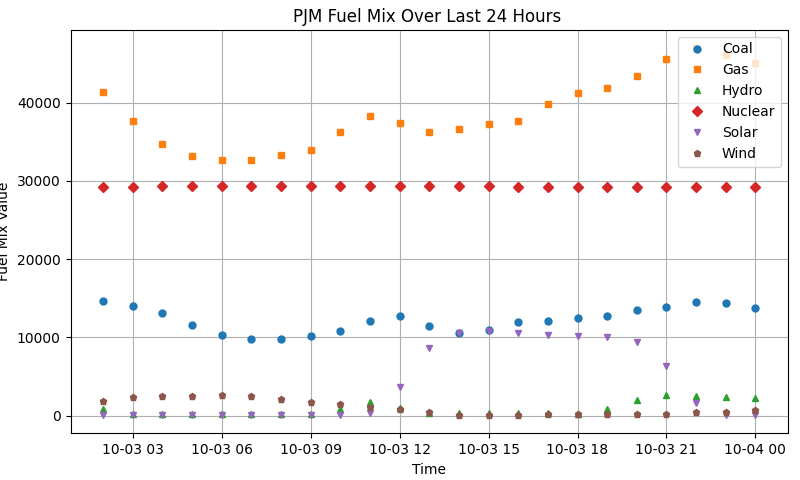 PJM Fuel Mix Over Last 24 Hours
Coal
Gas
Hydro
Nuclear
Solar
Wind
40000
30000
20000
10000
0
Fuel Mix Value
10-03 03 10-03 06 10-03 09 10-03 12 10-03 15 10-03 18 10-03 21 10-04 00
Time